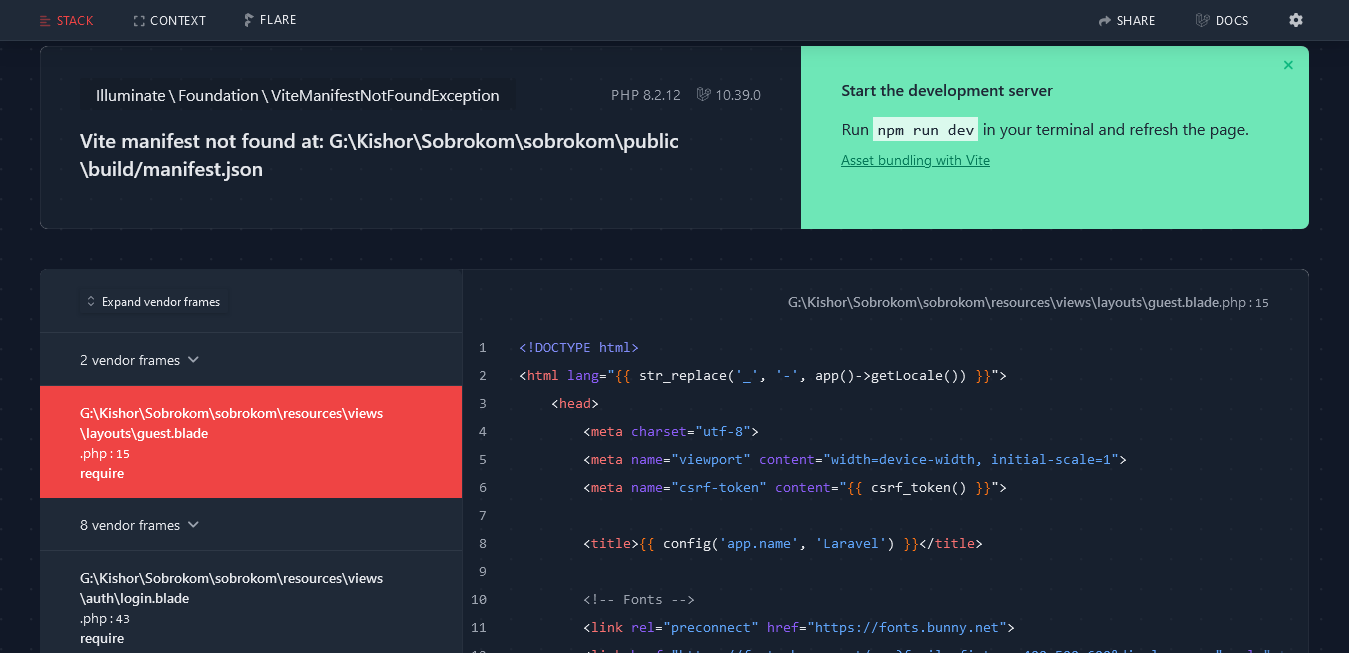 STACK CONTEXT FLARE SHARE DOCS
Illuminate \ Foundation \ ViteManifestNotFoundException PHP 8.2.12 10.39.0
Vite manifest not found at: G:\Kishor\Sobrokom\sobrokom\public
\build/manifest.json
Start the development server
Run npm run dev in your terminal and refresh the page.
Asset bundling with Vite
Expand vendor frames
2 vendor frames
G:\Kishor\Sobrokom\sobrokom\resources\views
\layouts\guest.blade
.php : 15
require
8 vendor frames
G:\Kishor\Sobrokom\sobrokom\resources\views
\auth\login.blade
.php : 43
require
G:\Kishor\Sobrokom\sobrokom\resources\views\layouts\guest.blade.php : 15
1 <!DOCTYPE html>
2 <html lang="{{ str_replace('_', '-', app()->getLocale()) }}">
3 <head>
4 <meta charset="utf-8">
5 <meta name="viewport" content="width=device-width, initial-scale=1">
6 <meta name="csrf-token" content="{{ csrf_token() }}">
7
8 <title>{{ config('app.name', 'Laravel') }}</title>
9
10 <!-- Fonts -->
11 <link rel="preconnect" href="https://fonts.bunny.net">